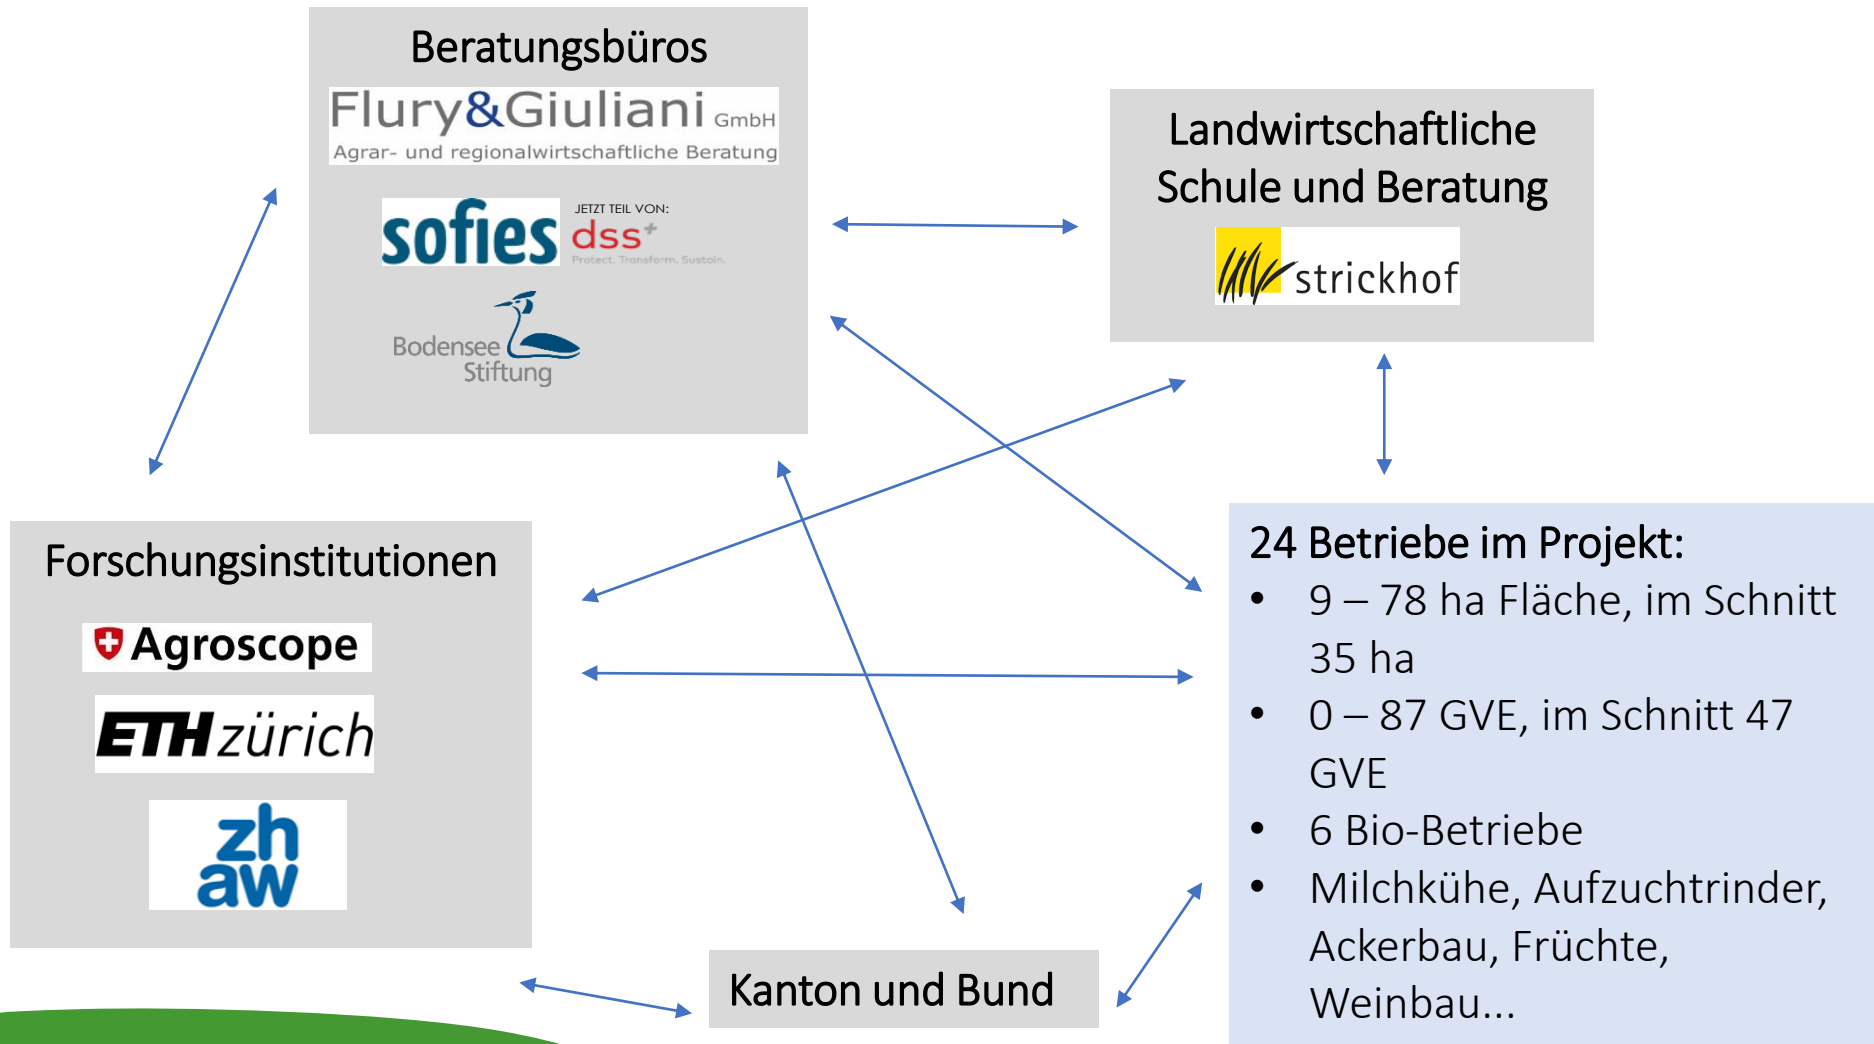 Beratungsbüros
Flury&Giuliani GmbH
Agrar- und regionalwirtschaftliche Beratung
sofies
JETZT TEIL VON:
dss+
Protect. Transform. Sustain.
Bodensee
Stiftung
Landwirtschaftliche
Schule und Beratung
strickhof
Forschungsinstitutionen
Agroscope
ETH zürich
zh
aw
Kanton und Bund
24 Betriebe im Projekt:
• 9 – 78 ha Fläche, im Schnitt
35 ha
• 0 – 87 GVE, im Schnitt 47
GVE
• 6 Bio-Betriebe
• Milchkühe, Aufzuchtrinder,
Ackerbau, Früchte,
Weinbau...